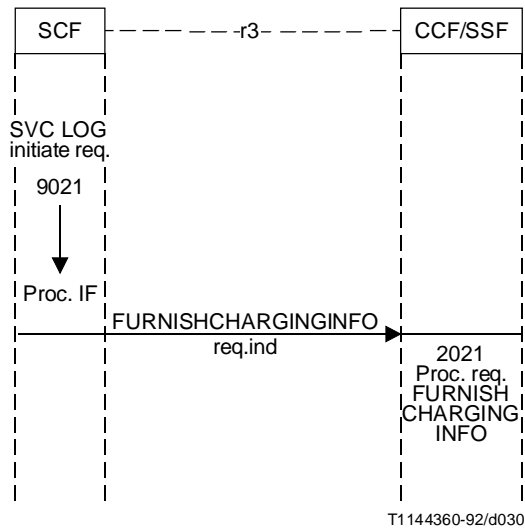 SCF
r3
CCF/SSF
SVC LOG
initiate req.
9021
Proc. IF
FURNISHCHARGINGINFO
req.ind
2021
Proc. req.
FURNISH
CHARGING
INFO
T1144360-92/d030